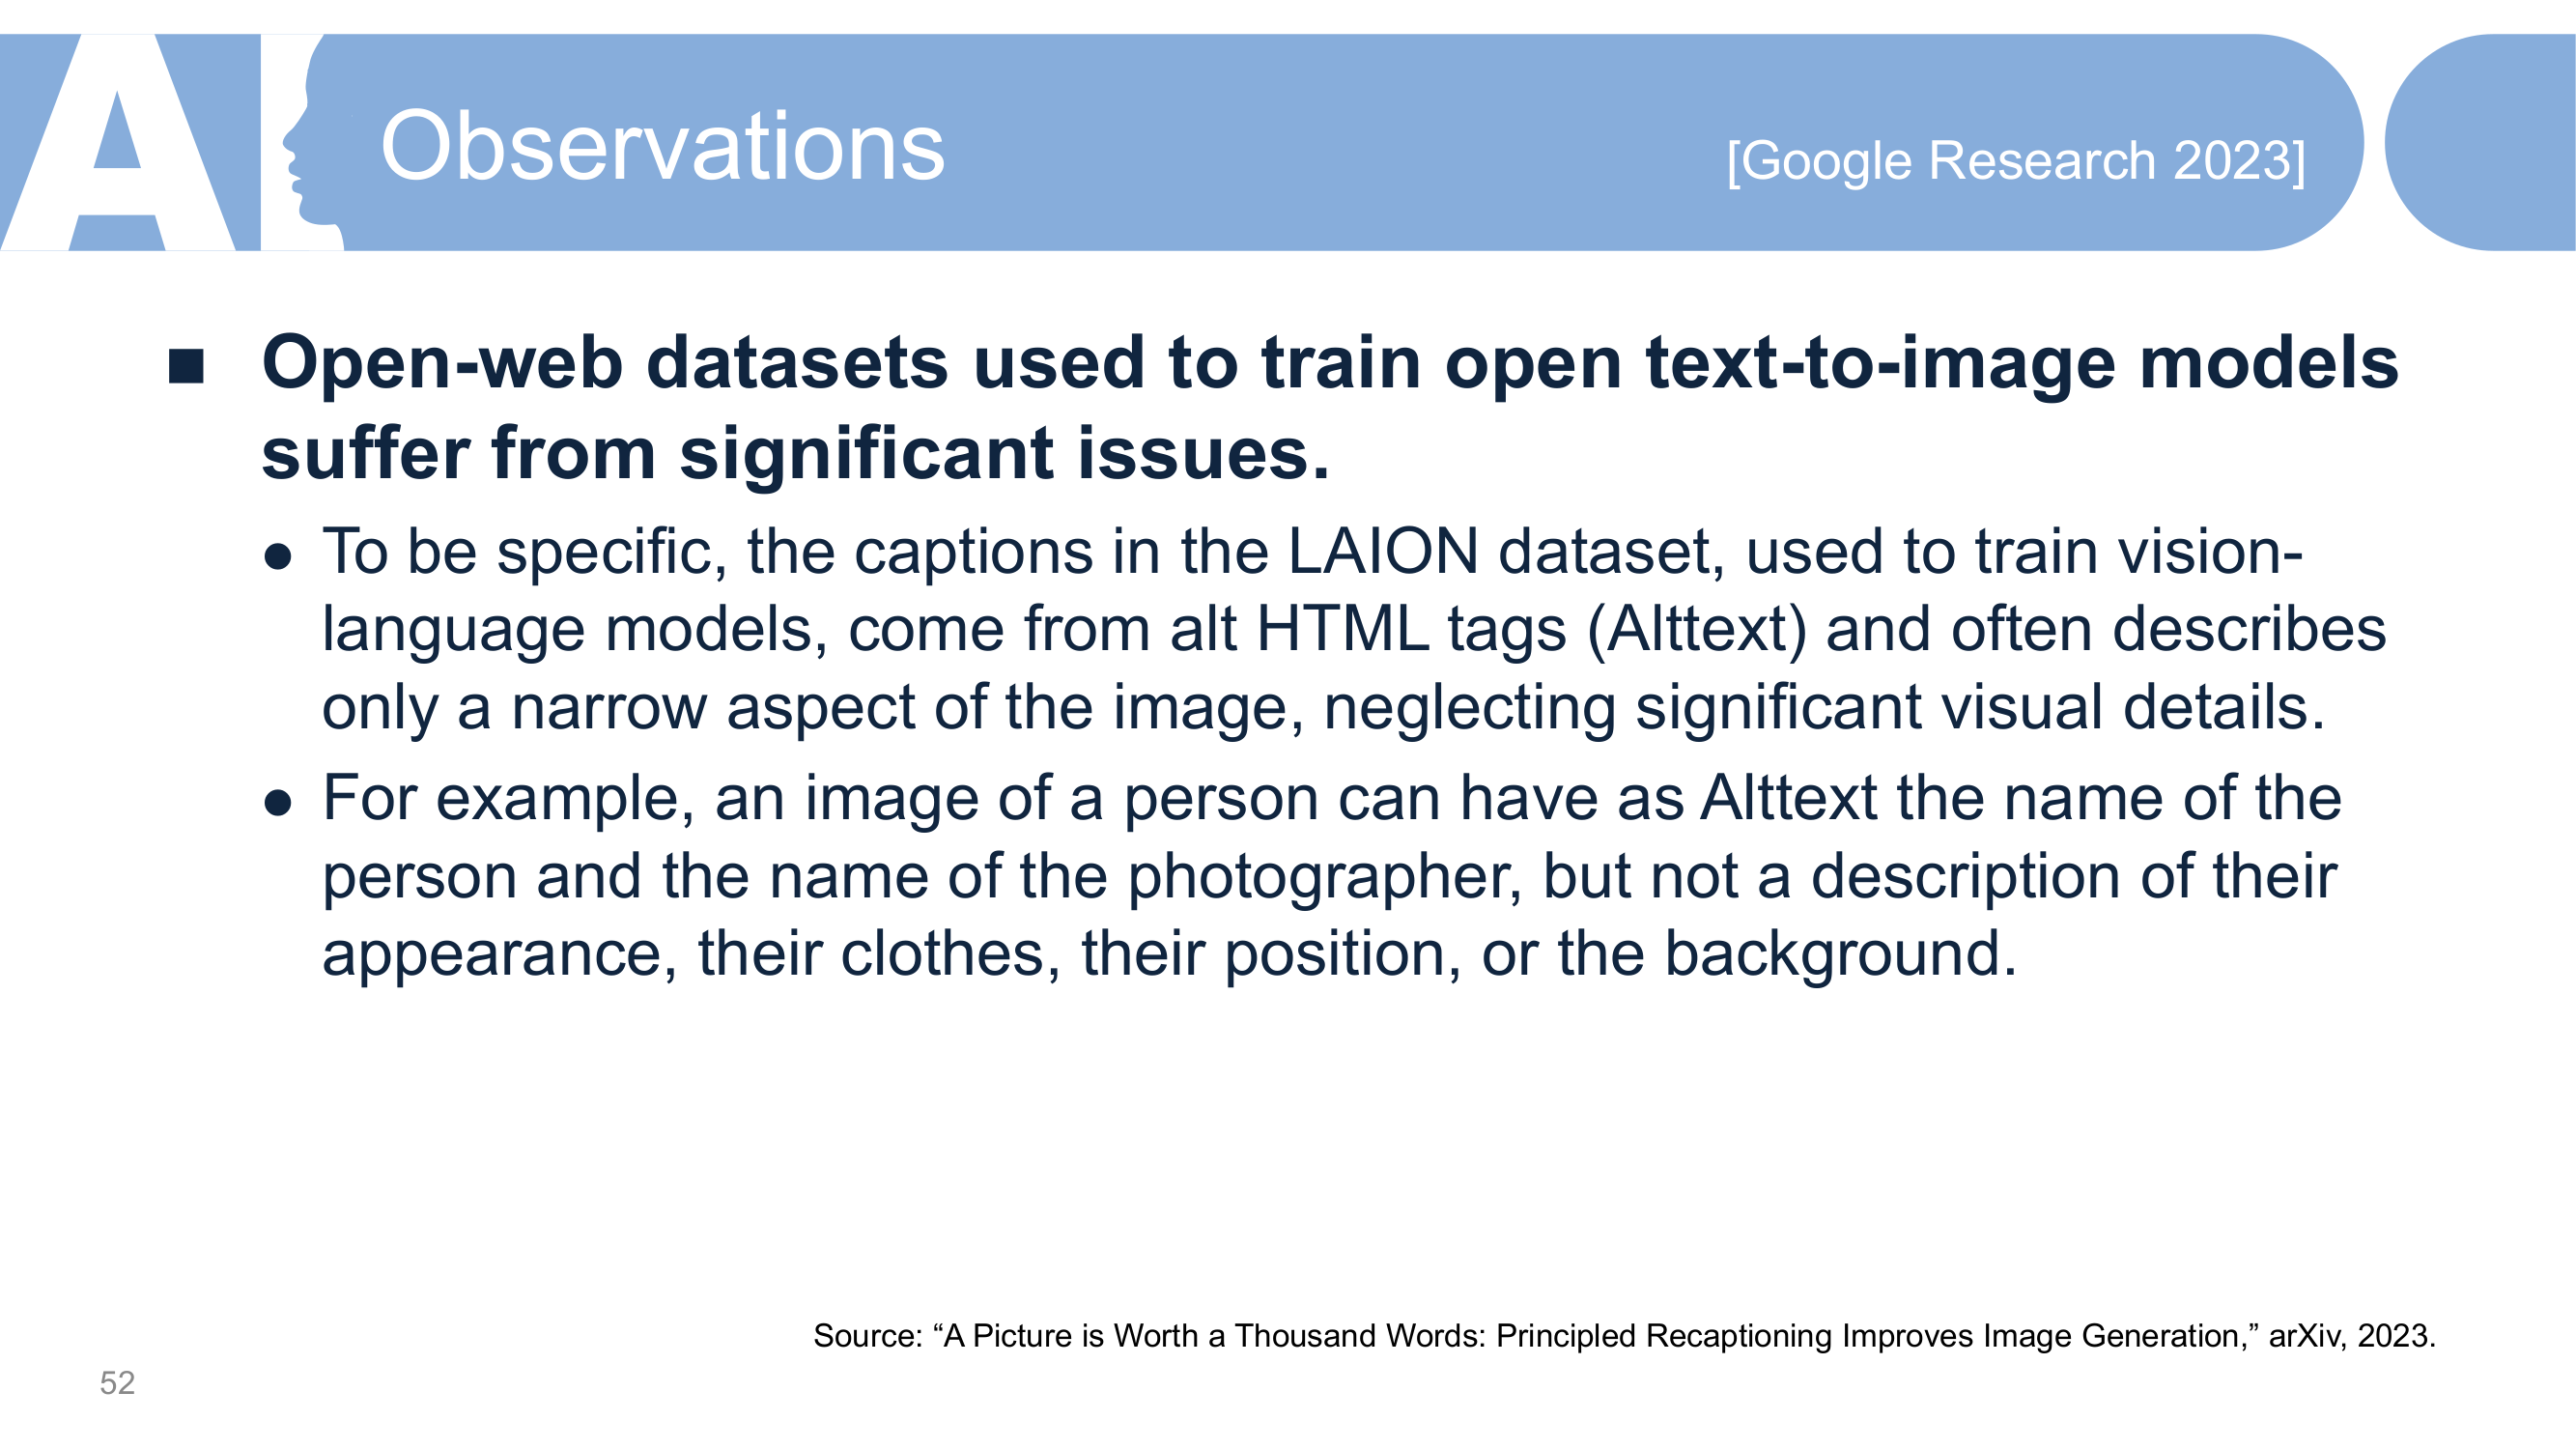 AI
Observations
[Google Research 2023]
■ Open-web datasets used to train open text-to-image models
suffer from significant issues.
● To be specific, the captions in the LAION dataset, used to train vision-
language models, come from alt HTML tags (Alttext) and often describes
only a narrow aspect of the image, neglecting significant visual details.
● For example, an image of a person can have as Alttext the name of the
person and the name of the photographer, but not a description of their
appearance, their clothes, their position, or the background.
Source: “A Picture is Worth a Thousand Words: Principled Recaptioning Improves Image Generation,” arXiv, 2023.
52